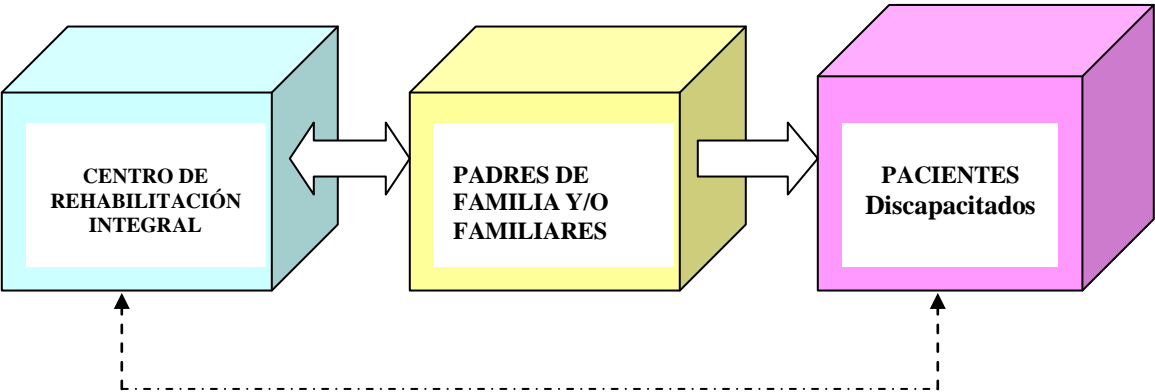 CENTRO DE
REHABILITACIÓN
INTEGRAL
PADRES DE
FAMILIA Y/O
FAMILIARES
PACIENTES
Discapacitados